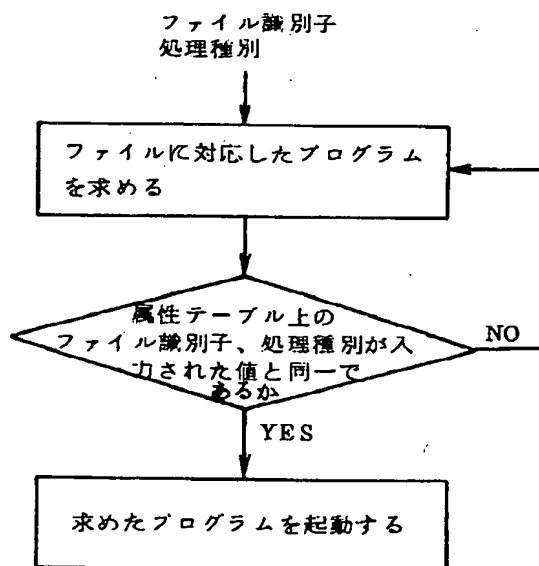 ファイル識別子
処理種別
ファイルに対応したプログラム
を求める
属性テーブル上の
ファイル識別子、処理種別が入
力された値と同一で
あるか
NO
YES
求めたプログラムを起動する